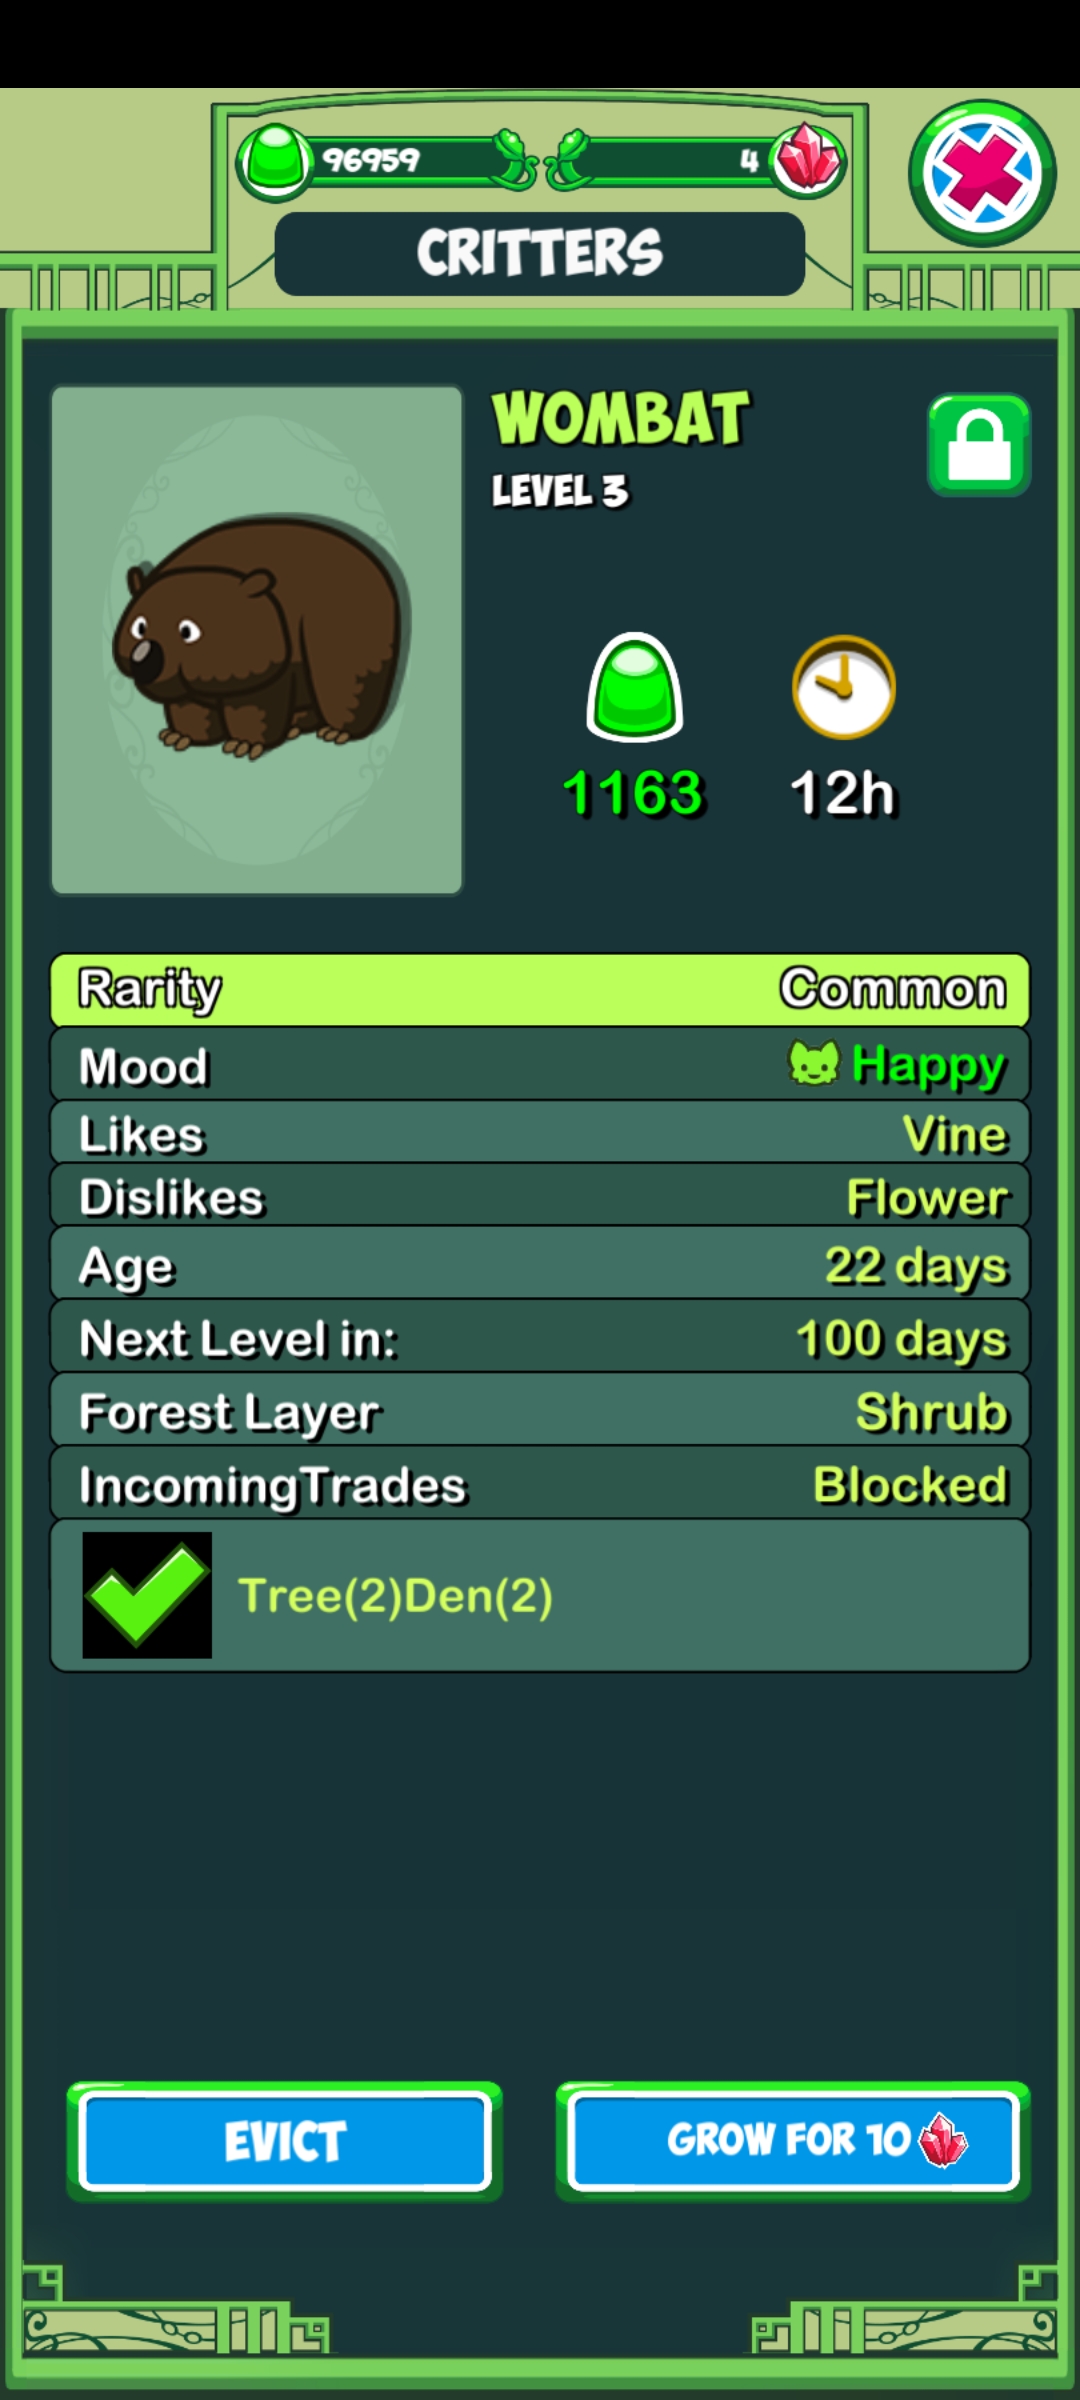 96959 4
CRITTERS
WOMBAT
LEVEL 3
1163 12h
Rarity Common
Mood Happy
Likes Vine
Dislikes Flower
Age 22 days
Next Level in: 100 days
Forest Layer Shrub
IncomingTrades Blocked
Tree(2)Den(2)
EVICT GROW FOR 10